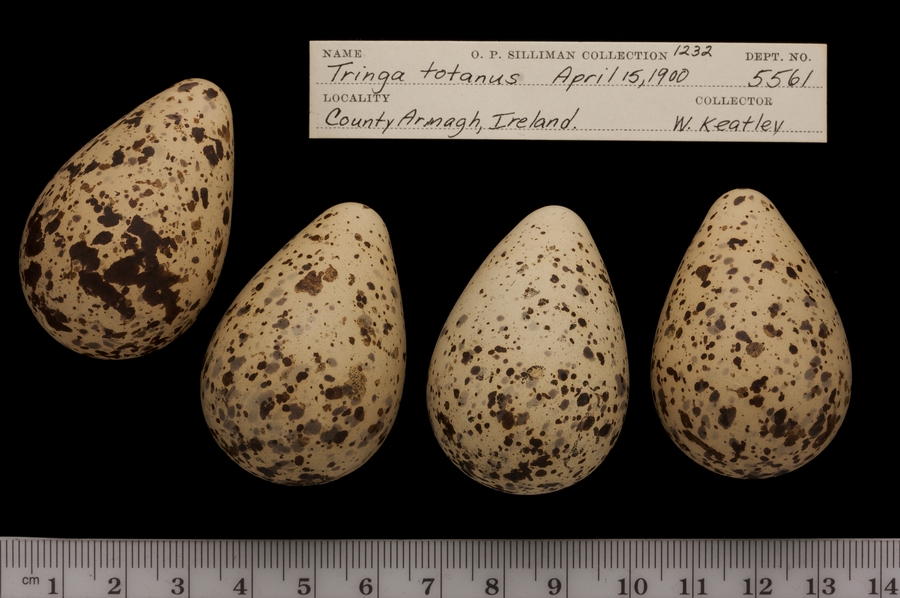 NAME O. P. SILLIMAN COLLECTION 1232 DEPT. NO.
Tringa totanus April 15, 1900 5561
LOCALITY COLLECTOR
County Armagh, Ireland. W. Keatley
cm 1 2 3 4 5 6 7 8 9 10 11 12 13 14